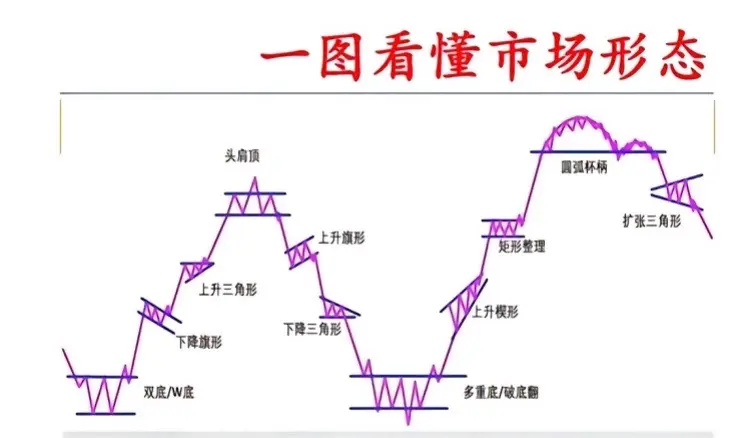 一图看懂市场形态
头肩顶
圆弧杯柄
扩张三角形
上升旗形
矩形整理
上升三角形
上升楔形
下降旗形
下降三角形
双底/W底
多重底/破底翻